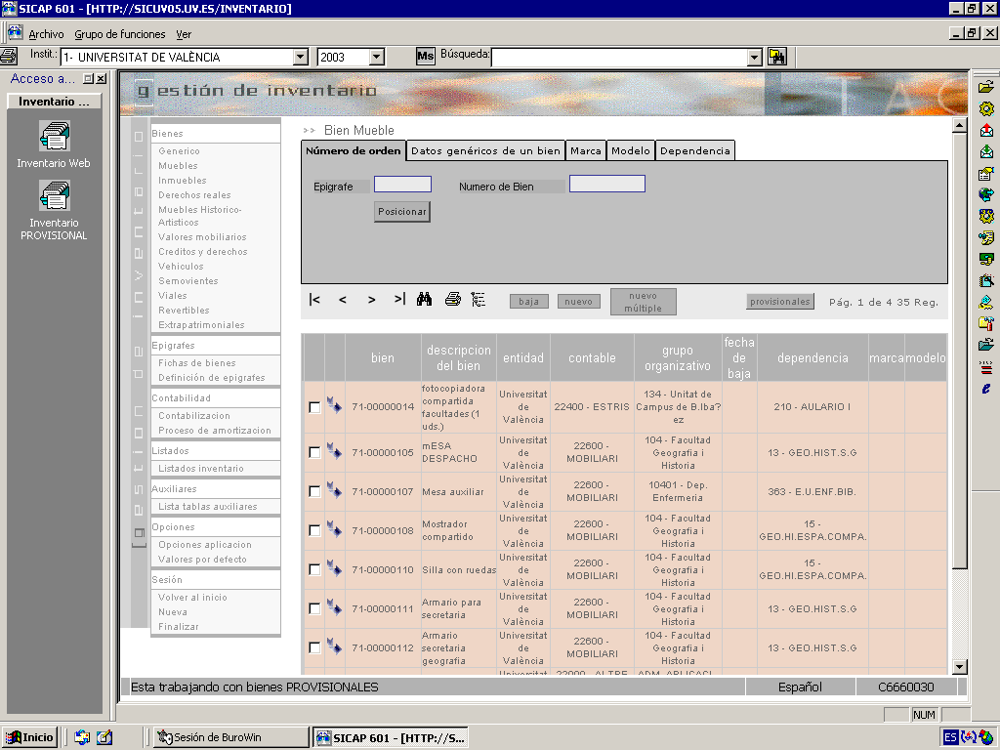 SICAP 601 - [HTTP://SICUV05.UV.ES/INVENTARIO]
Archivo Grupo de funciones Ver
Instit.: 1- UNIVERSITAT DE VALÈNCIA 2003 Ms Búsqueda:
Acceso a...
Inventario ...
Inventario Web
Inventario
PROVISIONAL
gestión de inventario
TAC
Bienes
Generico
Muebles
Inmuebles
Derechos reales
Muebles Historico-
Artisticos
Valores mobiliarios
Creditos y derechos
Vehiculos
Semovientes
Viales
Revertibles
Extrapatrimoniales
Epigrafes
Fichas de bienes
Definición de epigrafes
Contabilidad
Contabilizacion
Proceso de amortizacion
Listados
Listados inventario
Auxiliares
Lista tablas auxiliares
Opciones
Opciones aplicacion
Valores por defecto
Sesión
Volver al inicio
Nueva
Finalizar
>> Bien Mueble
Número de orden Datos genéricos de un bien Marca Modelo Dependencia
Epigrafe Numero de Bien
Posicionar
|< < > >| baja nuevo nuevo
múltiple provisionales Pág. 1 de 4 35 Reg.
bien descripcion
del bien entidad contable grupo
organizativo fecha
de
baja dependencia marca modelo
71-00000014 fotocopiadora
compartida
facultades (1
uds.) Universitat
de
València 22400 - ESTRIS 134 - Unitat de
Campus de B.Iba?
ez 210 - AULARIO I
71-00000105 mESA
DESPACHO Universitat
de
València 22600 -
MOBILIARI 104 - Facultad
Geografia i
Historia 13 - GEO.HIST.S.G
71-00000107 Mesa auxiliar Universitat
de
València 22600 -
MOBILIARI 10401 - Dep.
Enfermeria 363 - E.U.ENF.BIB.
71-00000108 Mostrador
compartido Universitat
de
València 22600 -
MOBILIARI 104 - Facultad
Geografia i
Historia 15 -
GEO.HI.ESPA.COMPA.
71-00000110 Silla con ruedas Universitat
de
València 22600 -
MOBILIARI 104 - Facultad
Geografia i
Historia 15 -
GEO.HI.ESPA.COMPA.
71-00000111 Armario para
secretaria Universitat
de
València 22600 -
MOBILIARI 104 - Facultad
Geografia i
Historia 13 - GEO.HIST.S.G
71-00000112 Armario
secretaria
geografia Universitat
de
València 22600 -
MOBILIARI 104 - Facultad
Geografia i
Historia 13 - GEO.HIST.S.G
Esta trabajando con bienes PROVISIONALES Español C6660030
NUM
Inicio Sesión de BuroWin SICAP 601 - [HTTP://S... ES